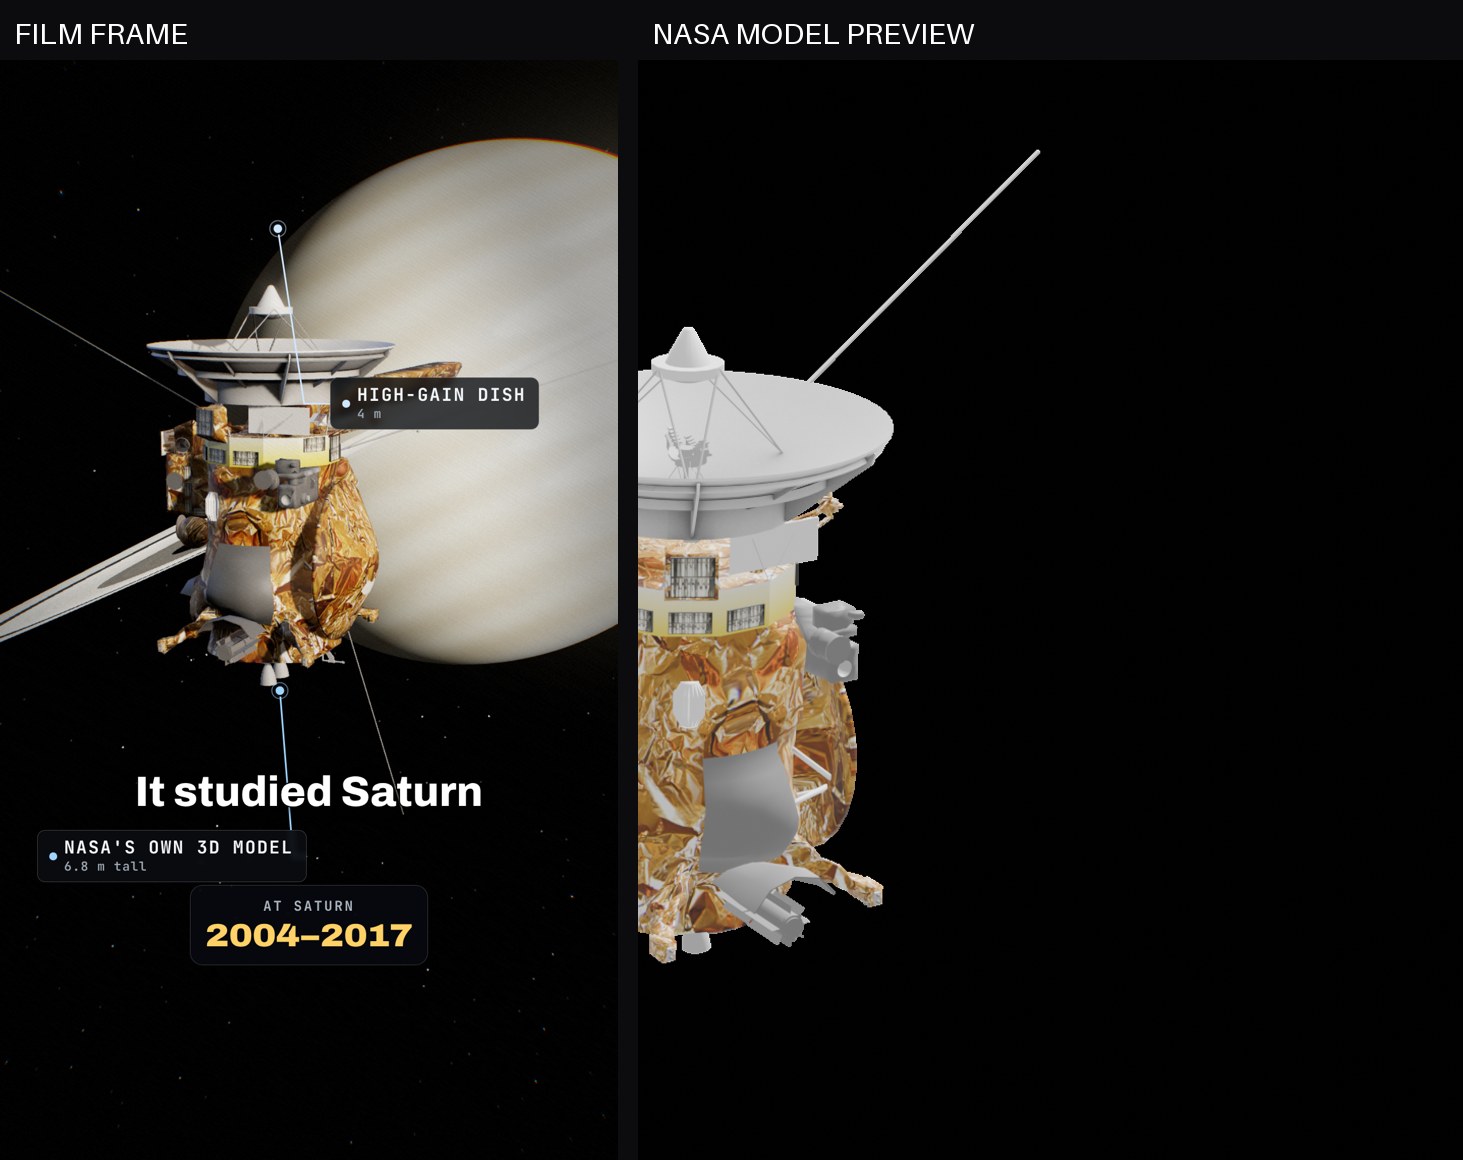 FILM FRAME
NASA MODEL PREVIEW
HIGH-GAIN DISH
4 m
It studied Saturn
NASA'S OWN 3D MODEL
6.8 m tall
AT SATURN
2004–2017